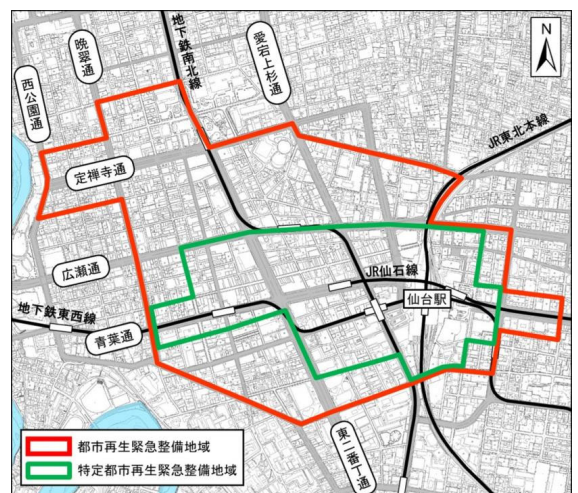 晩翠通
地下鉄南北線
愛宕上杉通
N
西公園通
JR東北本線
定禅寺通
広瀬通
JR仙石線
地下鉄東西線
仙台駅
青葉通
東二番丁通
都市再生緊急整備地域
特定都市再生緊急整備地域